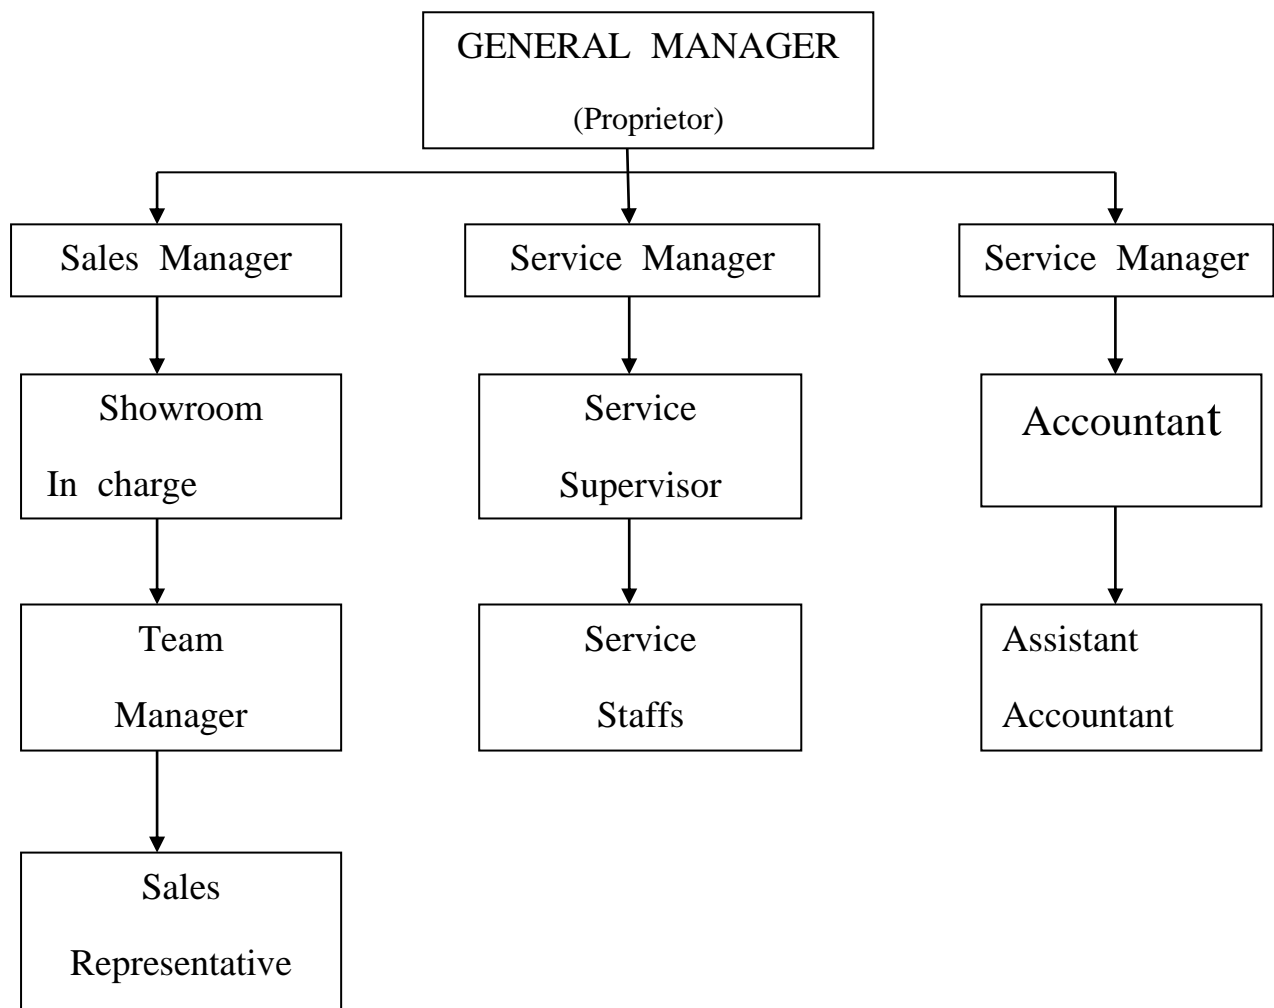 GENERAL MANAGER
(Proprietor)
Sales Manager
Service Manager
Service Manager
Showroom
In charge
Service
Supervisor
Accountant
Team
Manager
Service
Staffs
Assistant
Accountant
Sales
Representative